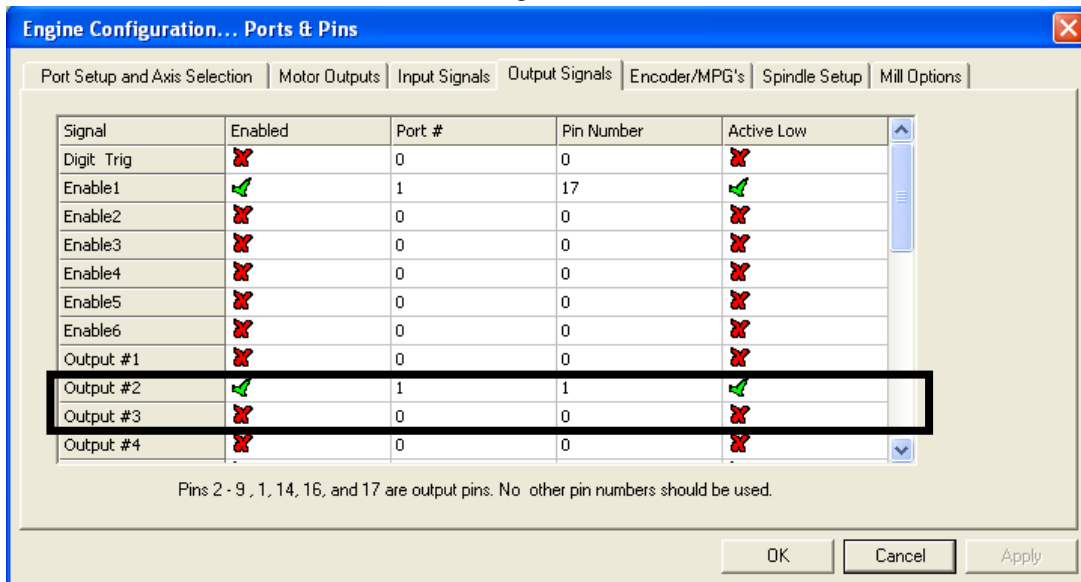 Engine Configuration... Ports & Pins
Port Setup and Axis Selection Motor Outputs Input Signals Output Signals Encoder/MPG's Spindle Setup Mill Options
Signal Enabled Port # Pin Number Active Low
Digit Trig 0 0
Enable1 1 17
Enable2 0 0
Enable3 0 0
Enable4 0 0
Enable5 0 0
Enable6 0 0
Output #1 0 0
Output #2 1 1
Output #3 0 0
Output #4 0 0
Pins 2 - 9 , 1, 14, 16, and 17 are output pins. No other pin numbers should be used.
OK Cancel Apply